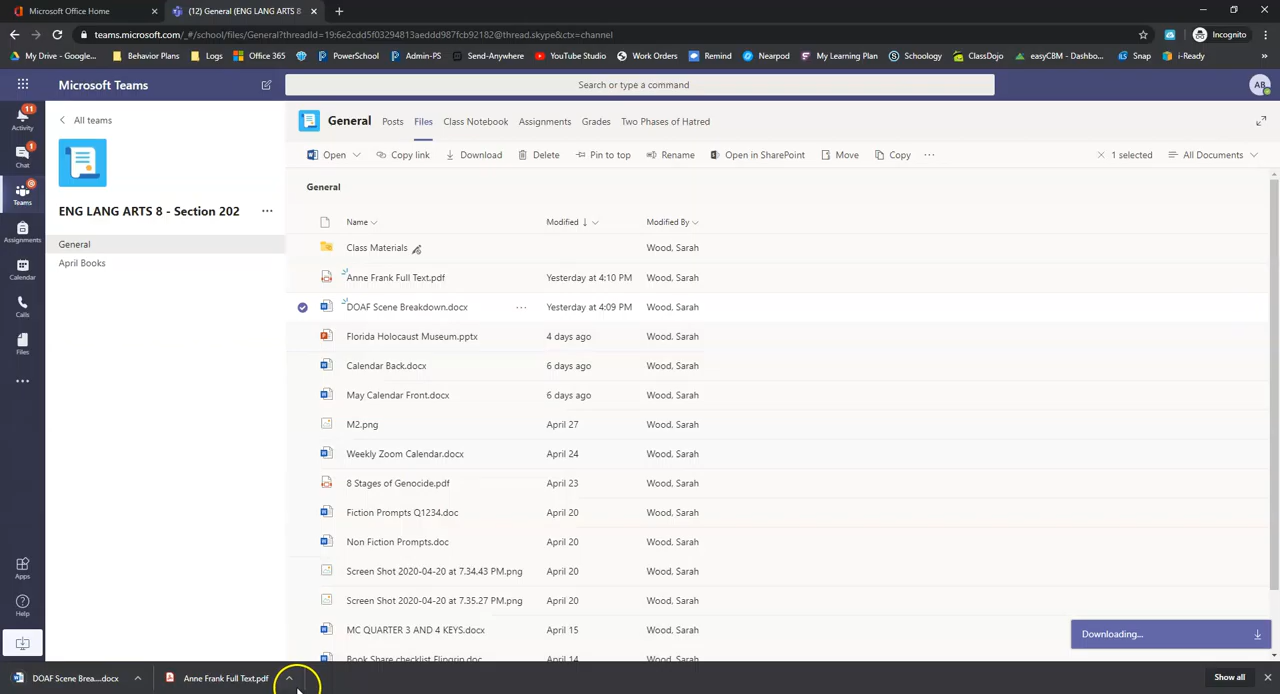 Microsoft Office Home
(12) General (ENG LANG ARTS 8
teams.microsoft.com/_#/school/files/General?threadId=19:6e2cdd5f03294813aeddd987fcb92182@thread.skype&ctx=channel
Incognito
My Drive - Google...
Behavior Plans
Logs
Office 365
PowerSchool
Admin-PS
Send-Anywhere
YouTube Studio
Work Orders
Remind
Nearpod
My Learning Plan
Schoology
ClassDojo
easyCBM - Dashbo...
Snap
i-Ready
Microsoft Teams
Search or type a command
AB
11
Activity
All teams
General
Posts
Files
Class Notebook
Assignments
Grades
Two Phases of Hatred
1
Chat
Open
Copy link
Download
Delete
Pin to top
Rename
Open in SharePoint
Move
Copy
1 selected
All Documents
Teams
General
ENG LANG ARTS 8 - Section 202
Name
Modified
Modified By
Assignments
General
Class Materials
Wood, Sarah
April Books
Calendar
Anne Frank Full Text.pdf
Yesterday at 4:10 PM
Wood, Sarah
DOAF Scene Breakdown.docx
Yesterday at 4:09 PM
Wood, Sarah
Calls
Florida Holocaust Museum.pptx
4 days ago
Wood, Sarah
Files
Calendar Back.docx
6 days ago
Wood, Sarah
May Calendar Front.docx
6 days ago
Wood, Sarah
M2.png
April 27
Wood, Sarah
Weekly Zoom Calendar.docx
April 24
Wood, Sarah
8 Stages of Genocide.pdf
April 23
Wood, Sarah
Fiction Prompts Q1234.doc
April 20
Wood, Sarah
Non Fiction Prompts.doc
April 20
Wood, Sarah
Screen Shot 2020-04-20 at 7.34.43 PM.png
April 20
Wood, Sarah
Apps
Screen Shot 2020-04-20 at 7.35.27 PM.png
April 20
Wood, Sarah
Help
MC QUARTER 3 AND 4 KEYS.docx
April 15
Wood, Sarah
Downloading...
Book Share checklist Flipgrip.doc
April 14
Wood, Sarah
DOAF Scene Brea....docx
Anne Frank Full Text.pdf
Show all